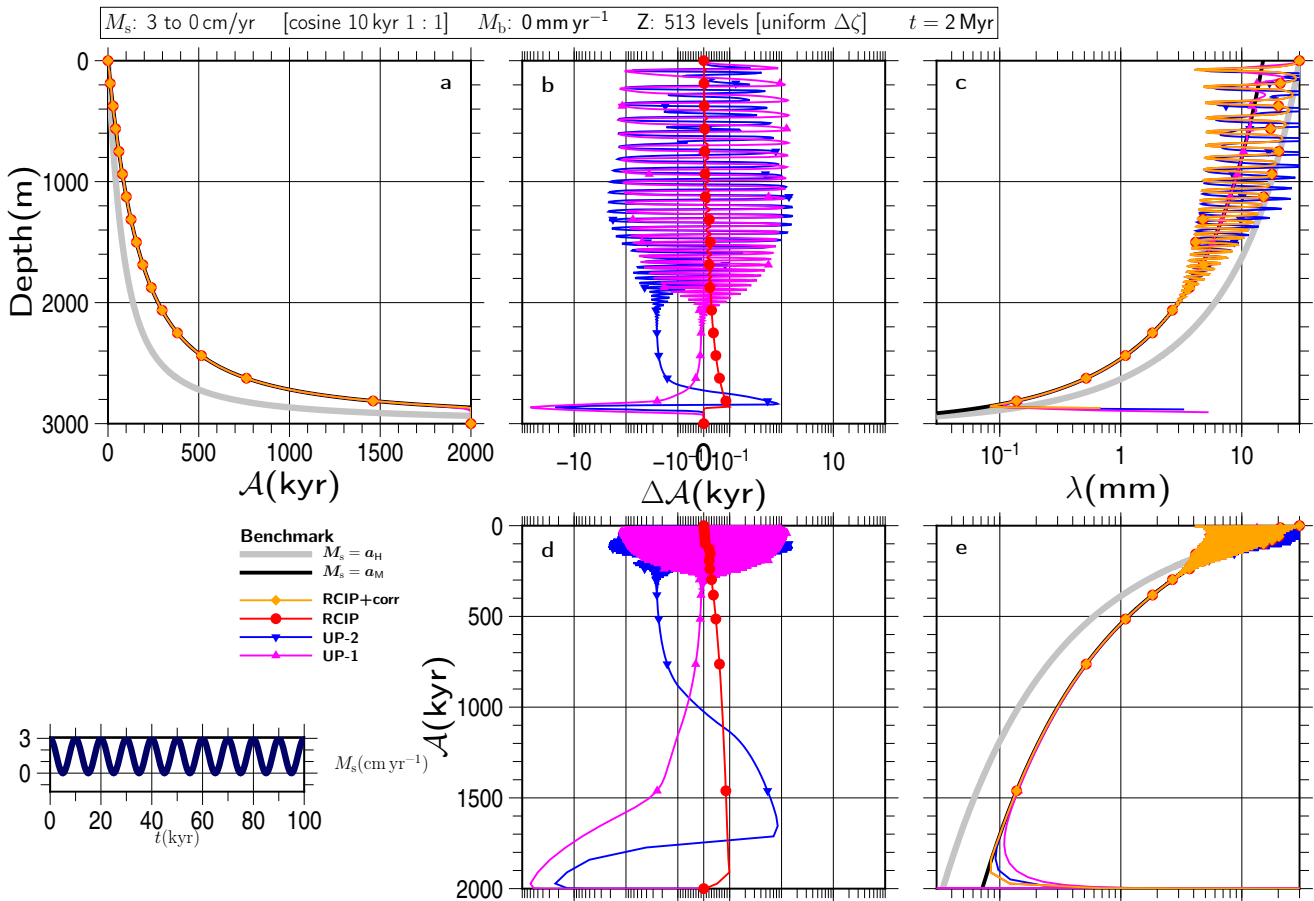 Mₛ: 3 to 0 cm/yr [cosine 10 kyr 1 : 1] M_b: 0 mm yr⁻¹ Z: 513 levels [uniform Δζ] t = 2 Myr
a
b
c
0
1000
2000
3000
Depth(m)
0 500 1000 1500 2000
𝒜(kyr)
−10 −10⁻¹ 0 10⁻¹ 10
Δ𝒜(kyr)
10⁻¹ 1 10
λ(mm)
Benchmark
Mₛ = a_H
Mₛ = a_M
RCIP+corr
RCIP
UP-2
UP-1
3
0
Mₛ(cm yr⁻¹)
0 20 40 60 80 100
t(kyr)
d
e
0
500
1000
1500
2000
𝒜(kyr)